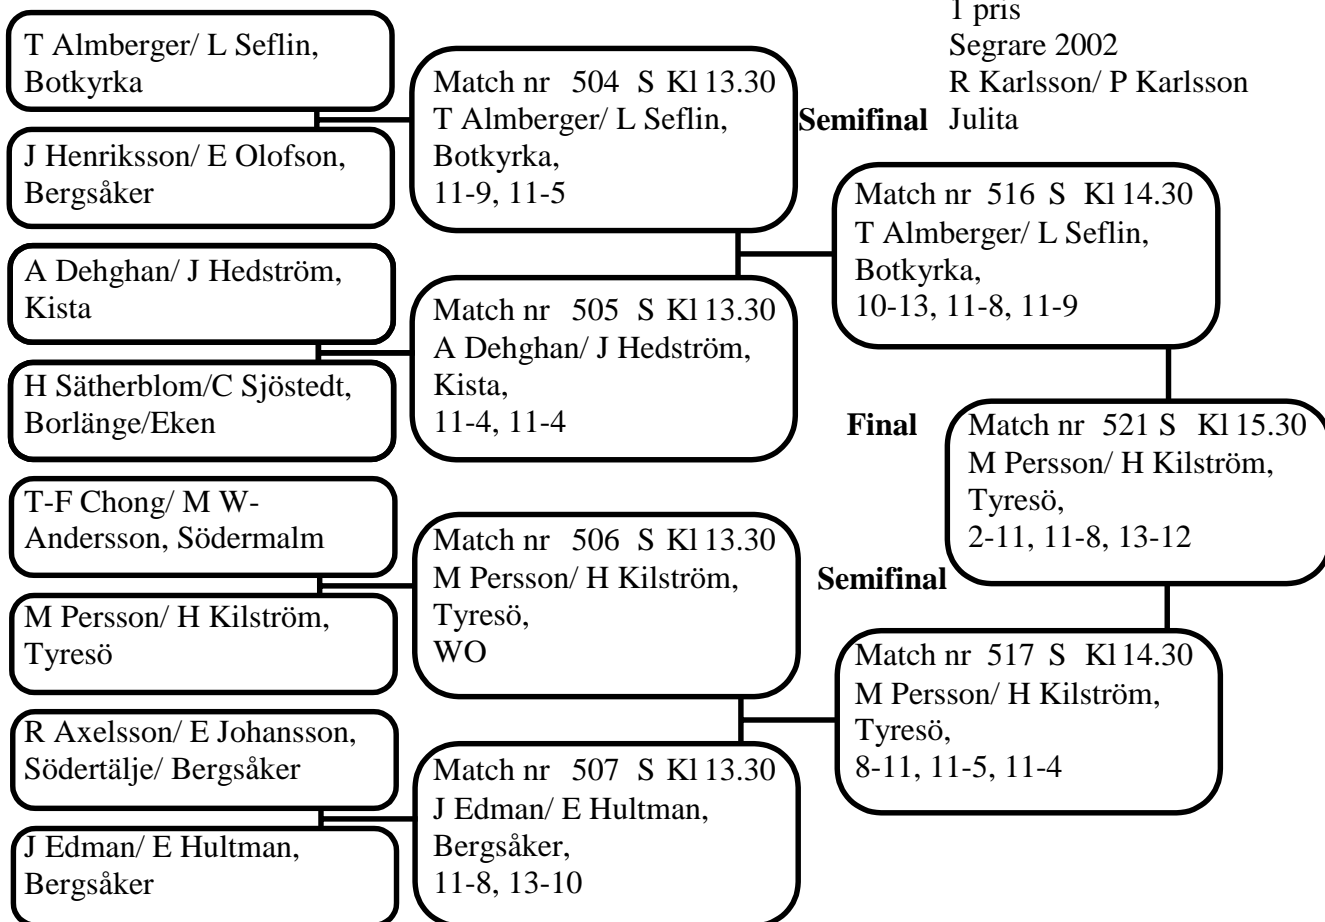 T Almberger/ L Seflin,
Botkyrka
J Henriksson/ E Olofson,
Bergsåker
A Dehghan/ J Hedström,
Kista
H Sätherblom/C Sjöstedt,
Borlänge/Eken
T-F Chong/ M W-
Andersson, Södermalm
M Persson/ H Kilström,
Tyresö
R Axelsson/ E Johansson,
Södertälje/ Bergsåker
J Edman/ E Hultman,
Bergsåker
Match nr 504 S Kl 13.30
T Almberger/ L Seflin,
Botkyrka,
11-9, 11-5
Match nr 505 S Kl 13.30
A Dehghan/ J Hedström,
Kista,
11-4, 11-4
Match nr 506 S Kl 13.30
M Persson/ H Kilström,
Tyresö,
WO
Match nr 507 S Kl 13.30
J Edman/ E Hultman,
Bergsåker,
11-8, 13-10
1 pris
Segrare 2002
R Karlsson/ P Karlsson
Julita
Semifinal
Match nr 516 S Kl 14.30
T Almberger/ L Seflin,
Botkyrka,
10-13, 11-8, 11-9
Final
Match nr 521 S Kl 15.30
M Persson/ H Kilström,
Tyresö,
2-11, 11-8, 13-12
Semifinal
Match nr 517 S Kl 14.30
M Persson/ H Kilström,
Tyresö,
8-11, 11-5, 11-4